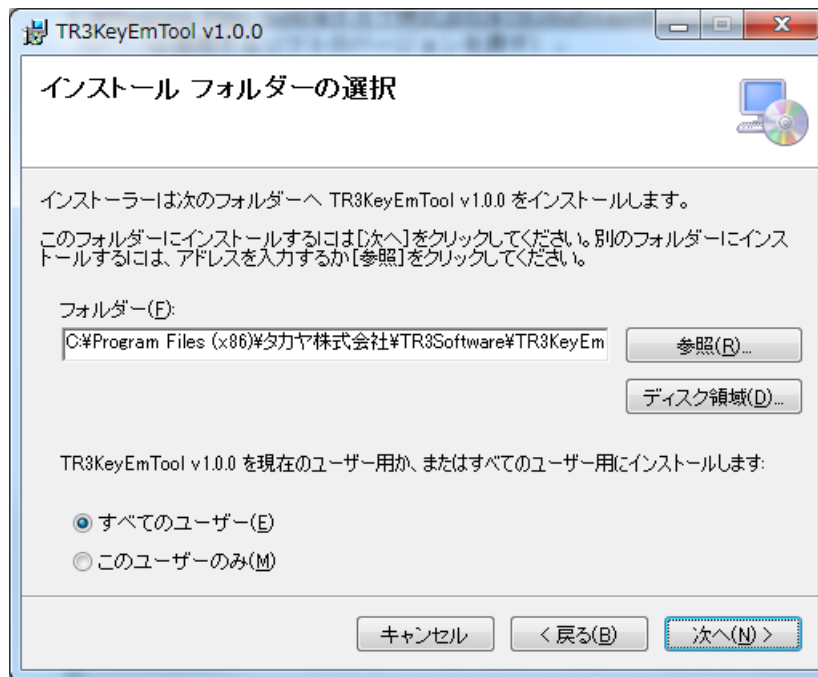 TR3KeyEmTool v1.0.0
インストール フォルダーの選択
インストーラーは次のフォルダーへ TR3KeyEmTool v1.0.0 をインストールします。
このフォルダーにインストールするには[次へ]をクリックしてください。別のフォルダーにインス
トールするには、アドレスを入力するか[参照]をクリックしてください。
フォルダー(F):
C:¥Program Files (x86)¥タカヤ株式会社¥TR3Software¥TR3KeyEm
参照(R)...
ディスク領域(D)...
TR3KeyEmTool v1.0.0 を現在のユーザー用か、またはすべてのユーザー用にインストールします:
すべてのユーザー(E)
このユーザーのみ(M)
キャンセル
< 戻る(B)
次へ(N) >